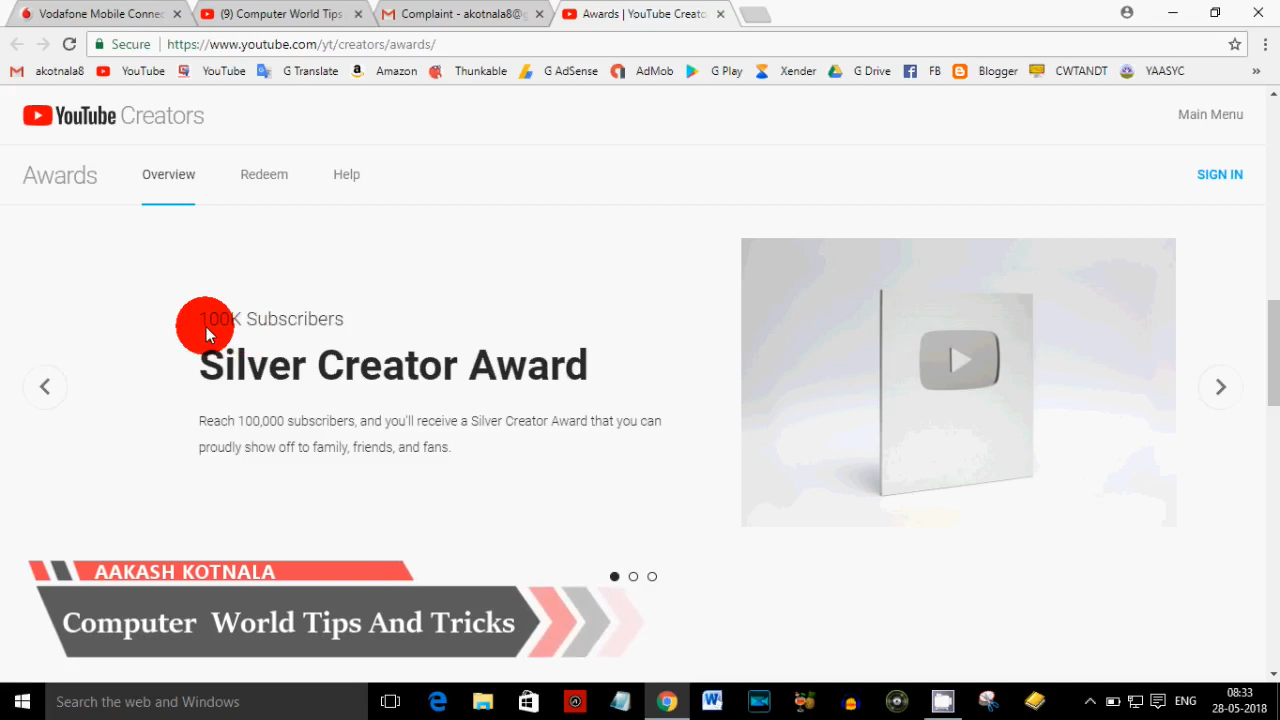 Vodafone Mobile Connec
(9) Computer World Tips
Complaint - akotnala8@g
Awards | YouTube Creato
Secure
https://www.youtube.com/yt/creators/awards/
akotnala8
YouTube
YouTube
G Translate
Amazon
Thunkable
G AdSense
AdMob
G Play
Xender
G Drive
FB
Blogger
CWTANDT
YAASYC
»
YouTube Creators
Main Menu
Awards
Overview
Redeem
Help
SIGN IN
100K Subscribers
Silver Creator Award
Reach 100,000 subscribers, and you'll receive a Silver Creator Award that you can
proudly show off to family, friends, and fans.
AAKASH KOTNALA
Computer World Tips And Tricks
Search the web and Windows
ENG
08:33
28-05-2018